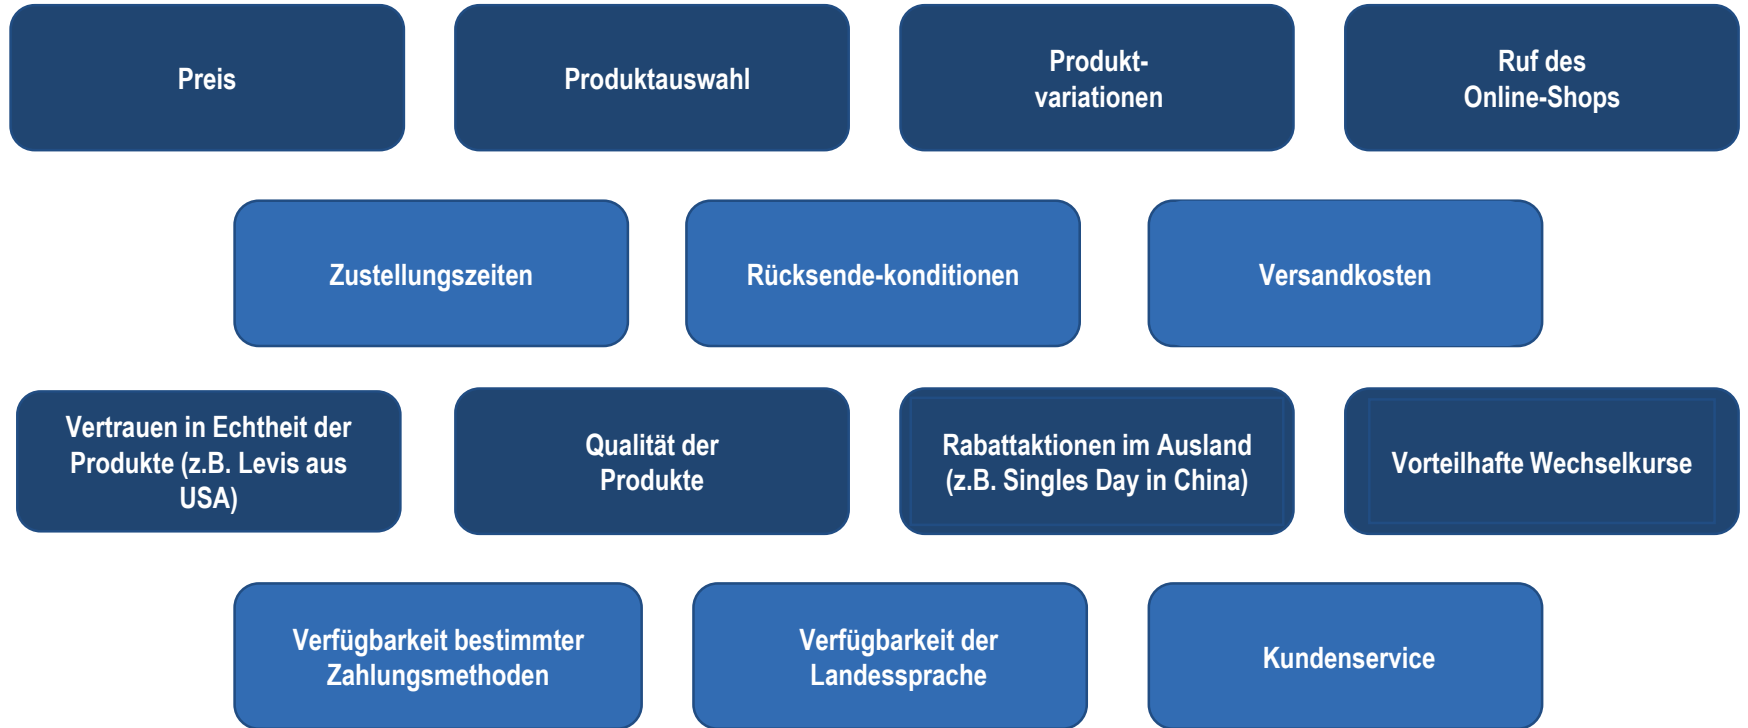 Preis
Produktauswahl
Produkt-
variationen
Ruf des
Online-Shops
Zustellungszeiten
Rücksende-konditionen
Versandkosten
Vertrauen in Echtheit der
Produkte (z.B. Levis aus
USA)
Qualität der
Produkte
Rabattaktionen im Ausland
(z.B. Singles Day in China)
Vorteilhafte Wechselkurse
Verfügbarkeit bestimmter
Zahlungsmethoden
Verfügbarkeit der
Landessprache
Kundenservice